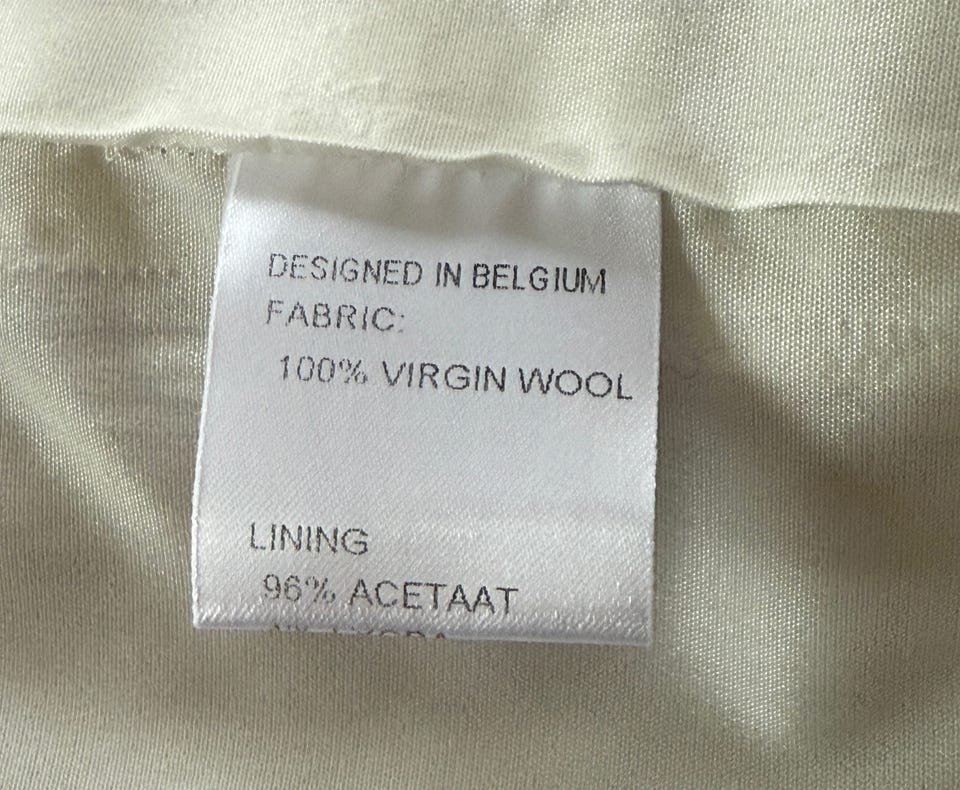 DESIGNED IN BELGIUM
FABRIC:
100% VIRGIN WOOL
LINING
96% ACETAAT